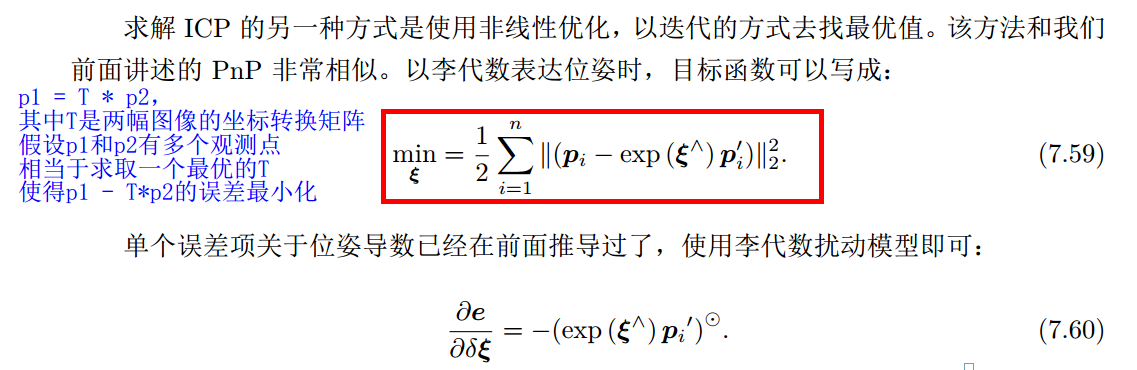 求解 ICP 的另一种方式是使用非线性优化，以迭代的方式去找最优值。该方法和我们
前面讲述的 PnP 非常相似。以李代数表达位姿时，目标函数可以写成：
p1 = T * p2,
其中T是两幅图像的坐标转换矩阵
假设p1和p2有多个观测点
相当于求取一个最优的T
使得p1 - T*p2的误差最小化
\min_{\boldsymbol{\xi}} = \frac{1}{2} \sum_{i=1}^{n} \| (\boldsymbol{p}_i - \exp(\boldsymbol{\xi}^{\wedge}) \boldsymbol{p}'_i) \|_2^2. (7.59)
单个误差项关于位姿导数已经在前面推导过了，使用李代数扰动模型即可：
\frac{\partial \boldsymbol{e}}{\partial \delta \boldsymbol{\xi}} = -(\exp(\boldsymbol{\xi}^{\wedge}) \boldsymbol{p}_i{}')^{\odot}. (7.60)